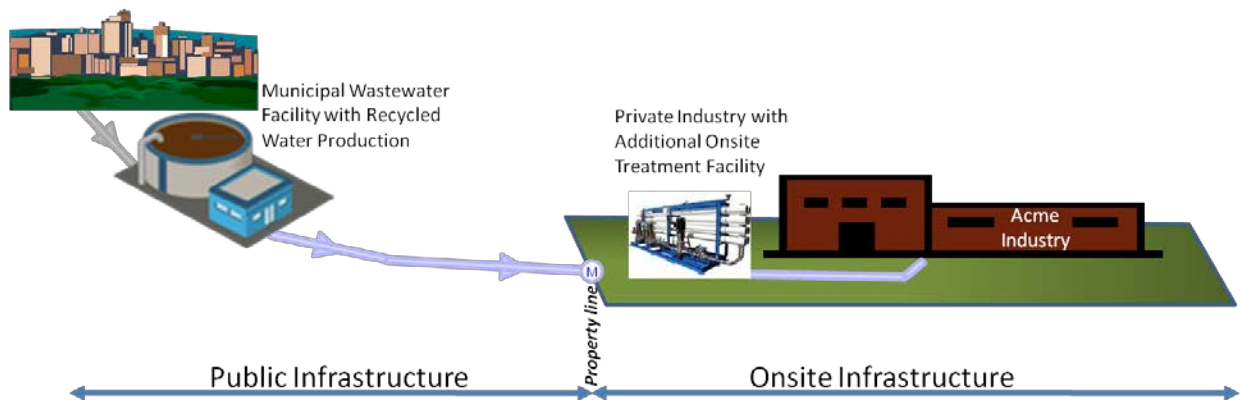 Municipal Wastewater
Facility with Recycled
Water Production
Private Industry with
Additional Onsite
Treatment Facility
Acme
Industry
M
Property line
Public Infrastructure
Onsite Infrastructure